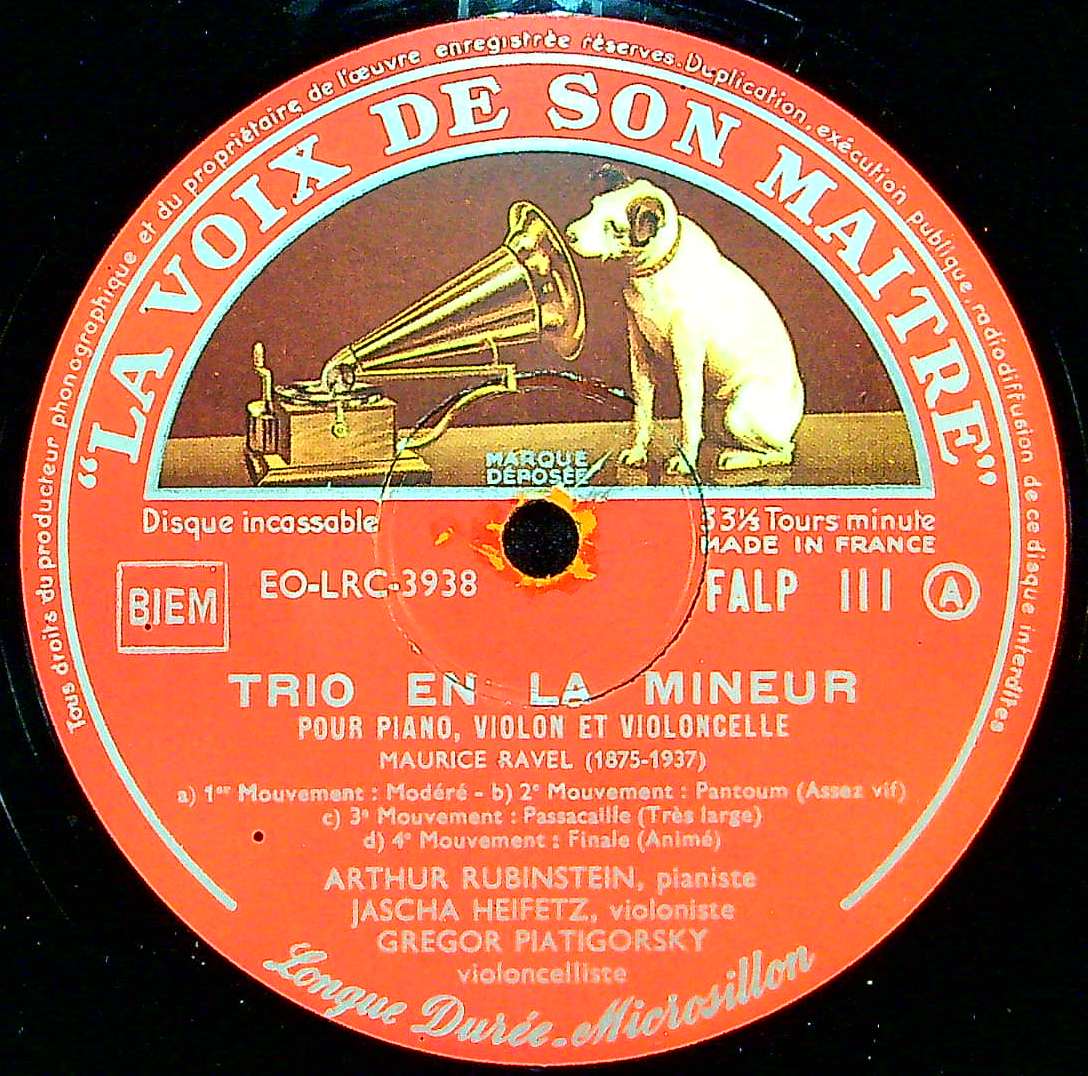 Tous droits du producteur phonographique et du propriétaire de l'œuvre enregistrée réservés. Duplication, exécution publique, radiodiffusion de ce disque interdites
"LA VOIX DE SON MAITRE"
MARQUE
DÉPOSÉE
Disque incassable
33⅓ Tours minute
MADE IN FRANCE
BIEM
EO-LRC-3938
FALP 111 A
TRIO EN LA MINEUR
POUR PIANO, VIOLON ET VIOLONCELLE
MAURICE RAVEL (1875-1937)
a) 1er Mouvement : Modéré - b) 2e Mouvement : Pantoum (Assez vif)
c) 3e Mouvement : Passacaille (Très large)
d) 4e Mouvement : Finale (Animé)
ARTHUR RUBINSTEIN, pianiste
JASCHA HEIFETZ, violoniste
GREGOR PIATIGORSKY
violoncelliste
Longue Durée-Microsillon